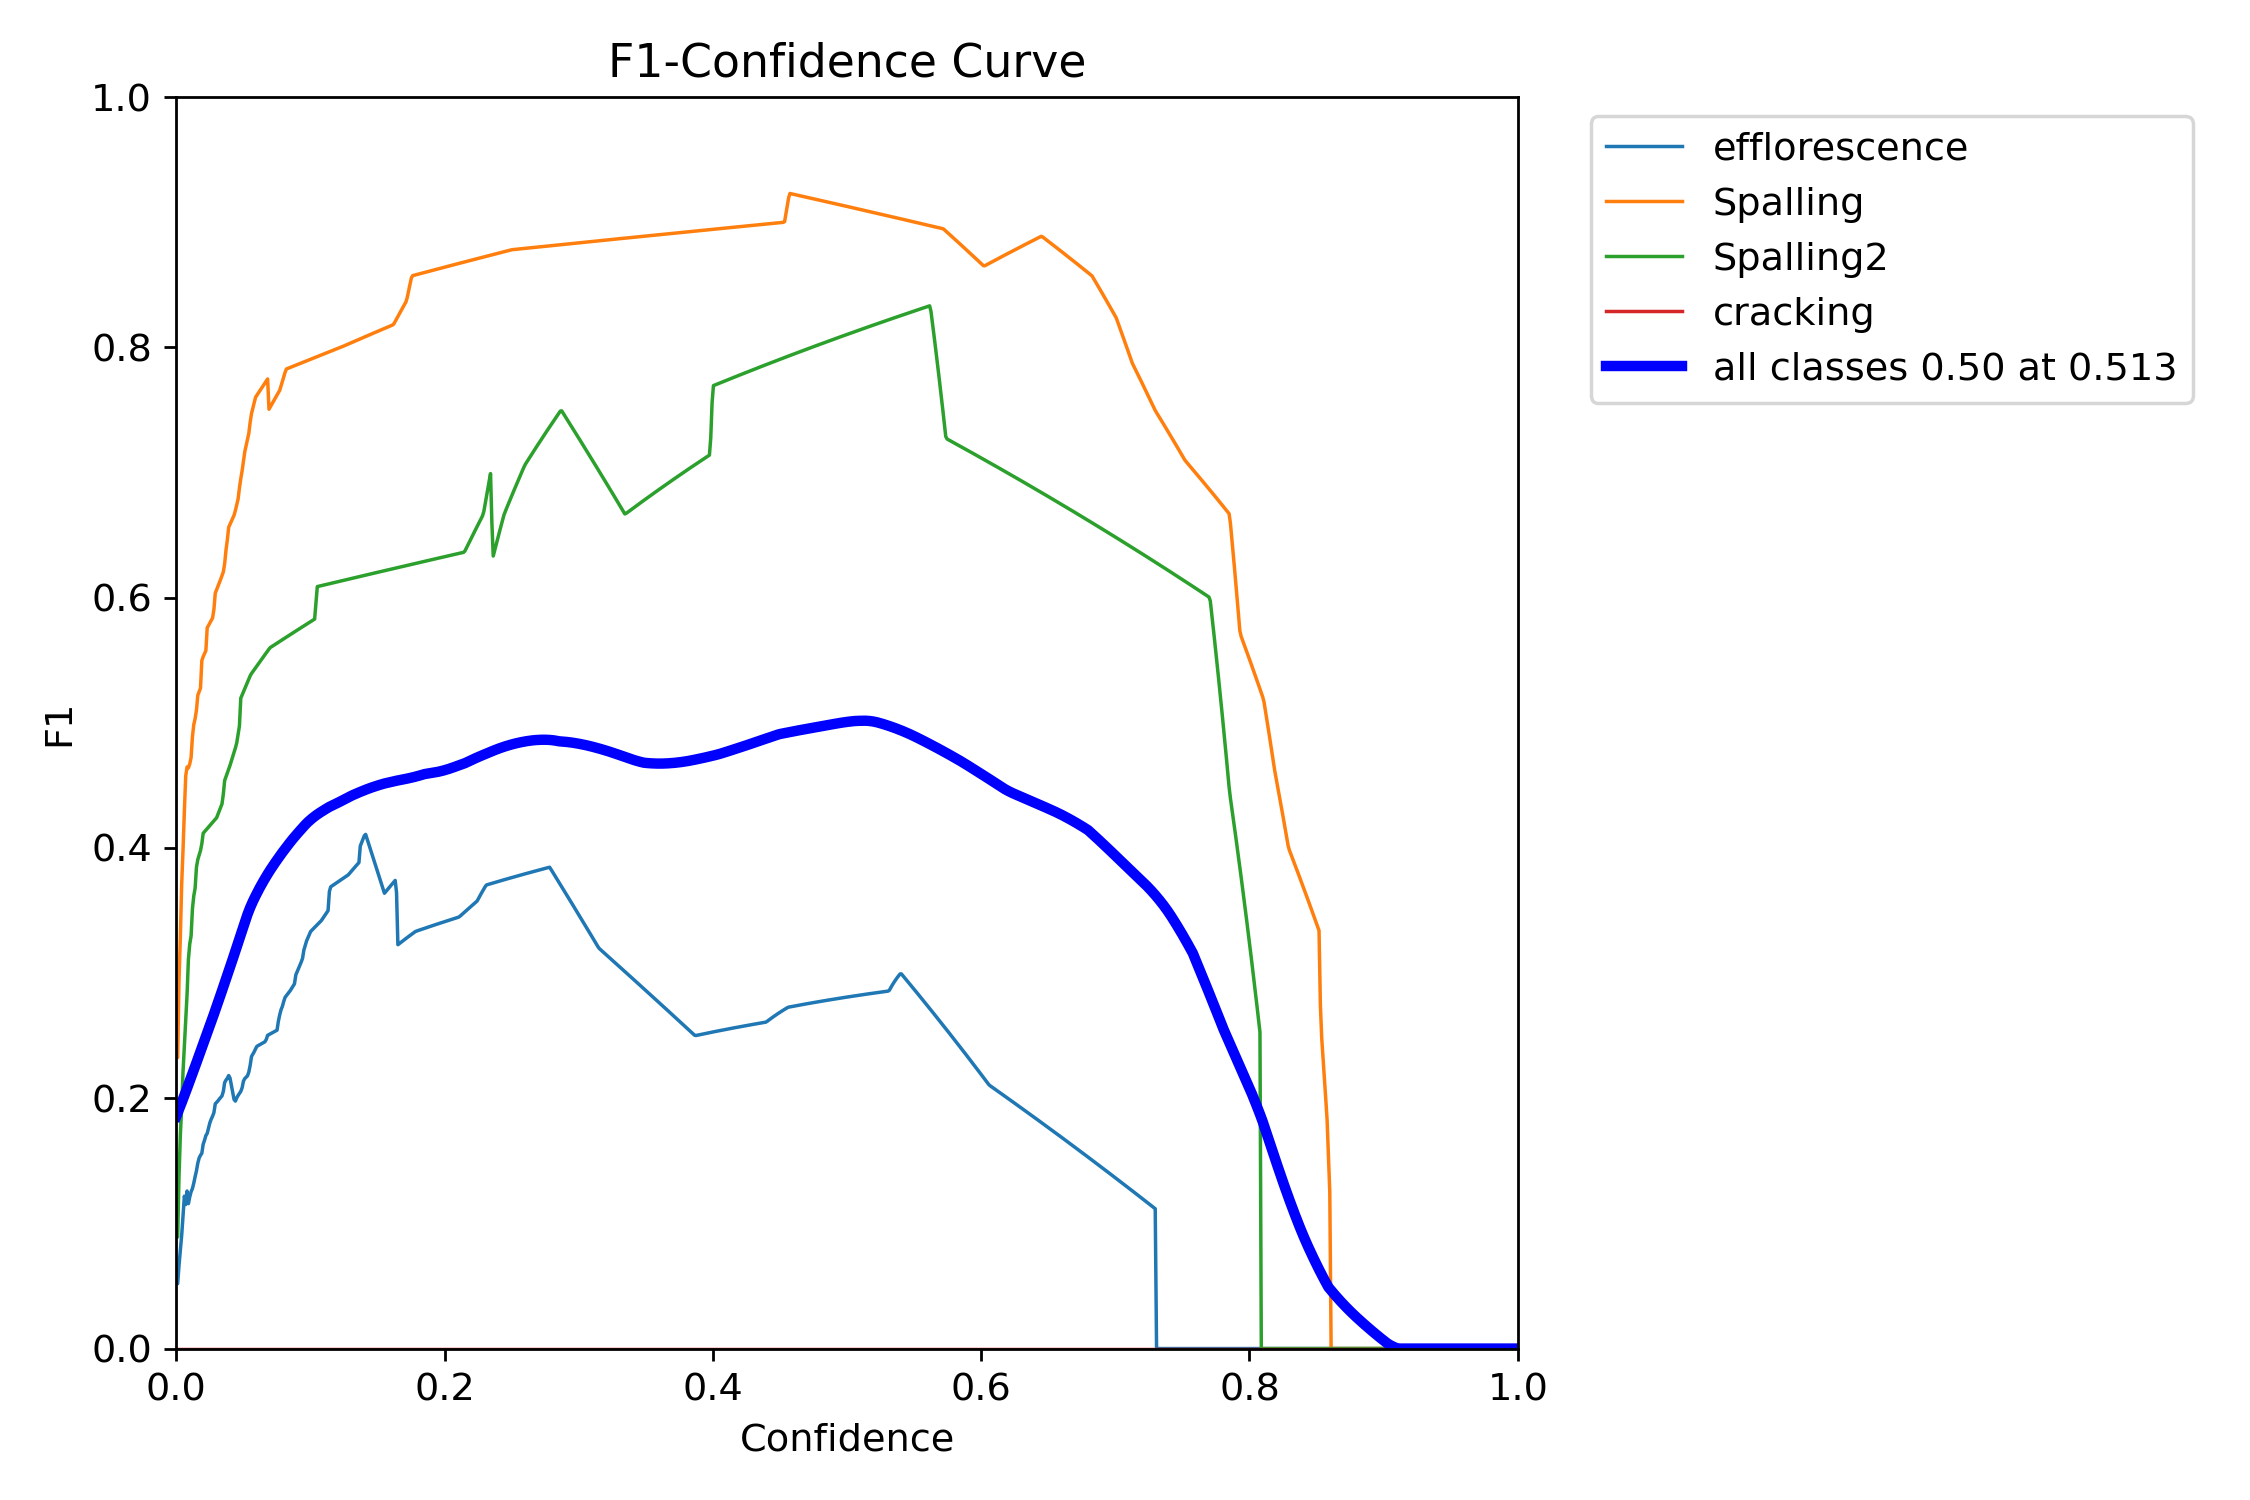 F1-Confidence Curve
1.0
0.8
0.6
0.4
0.2
0.0
F1
0.0 0.2 0.4 0.6 0.8 1.0
Confidence
efflorescence
Spalling
Spalling2
cracking
all classes 0.50 at 0.513